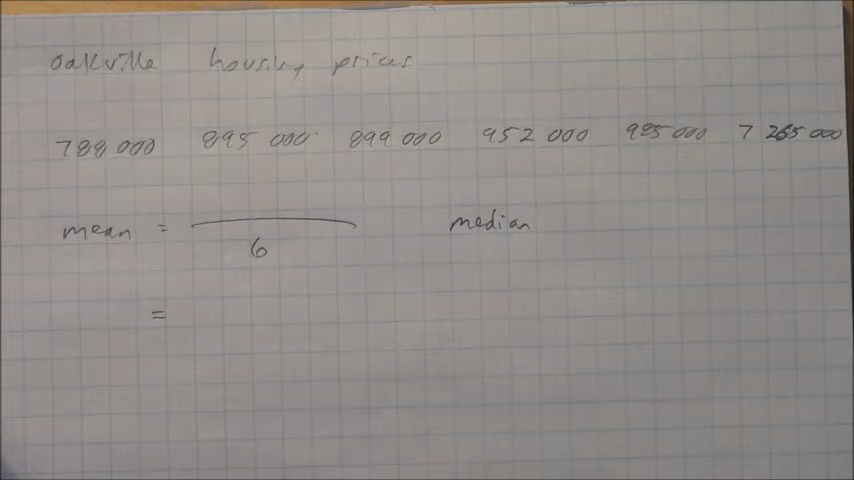 oakville housing prices
788 000 895 000 899 000 952 000 985 000 7 265 000
mean = 6 median
=